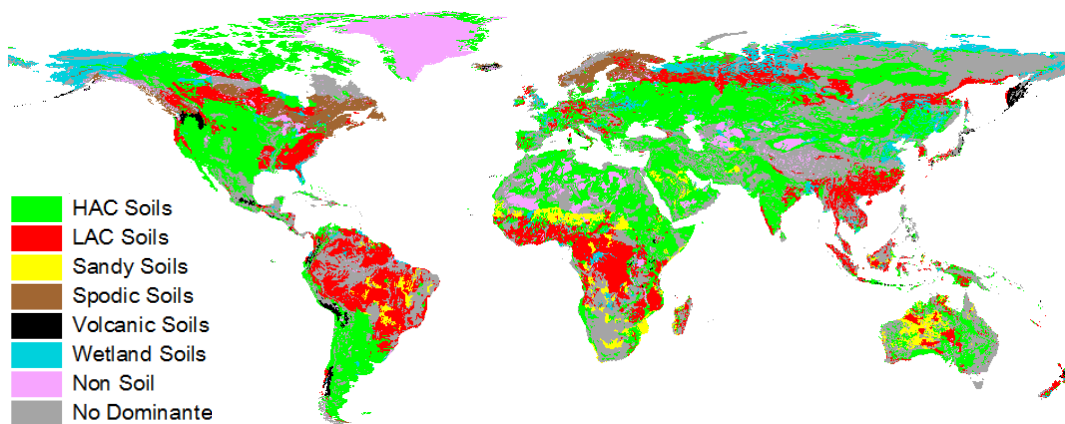 HAC Soils
LAC Soils
Sandy Soils
Spodic Soils
Volcanic Soils
Wetland Soils
Non Soil
No Dominante